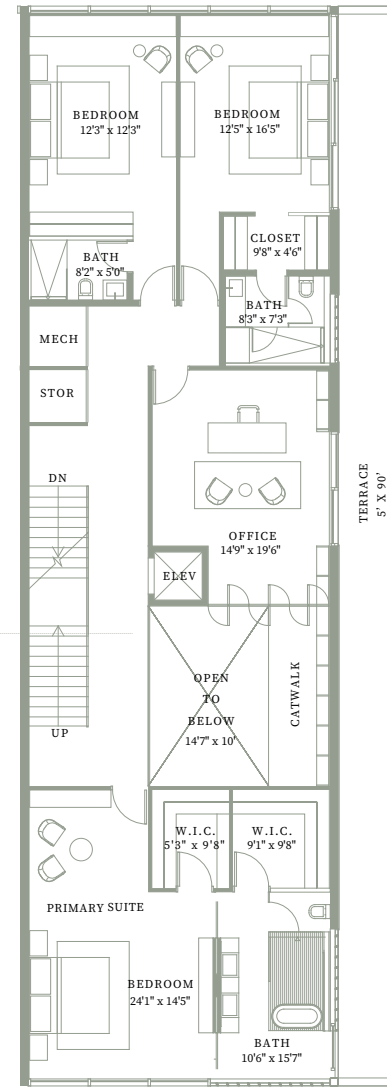 BEDROOM
12'3" x 12'3"
BEDROOM
12'5" x 16'5"
CLOSET
9'8" x 4'6"
BATH
8'2" x 5'0"
BATH
8'3" x 7'3"
MECH
STOR
DN
TERRACE
5' X 90'
OFFICE
14'9" x 19'6"
ELEV
OPEN
TO
BELOW
14'7" x 10'
CATWALK
UP
W.I.C.
5'3" x 9'8"
W.I.C.
9'1" x 9'8"
PRIMARY SUITE
BEDROOM
24'1" x 14'5"
BATH
10'6" x 15'7"